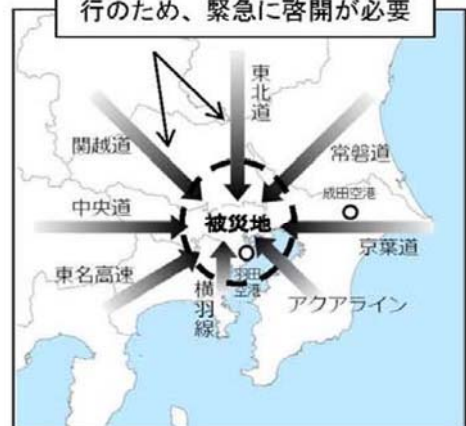 行のため、緊急に啓開が必要
東北道
関越道
常磐道
成田空港
中央道
被災地
京葉道
東名高速
羽田
空港
横羽線
アクアライン